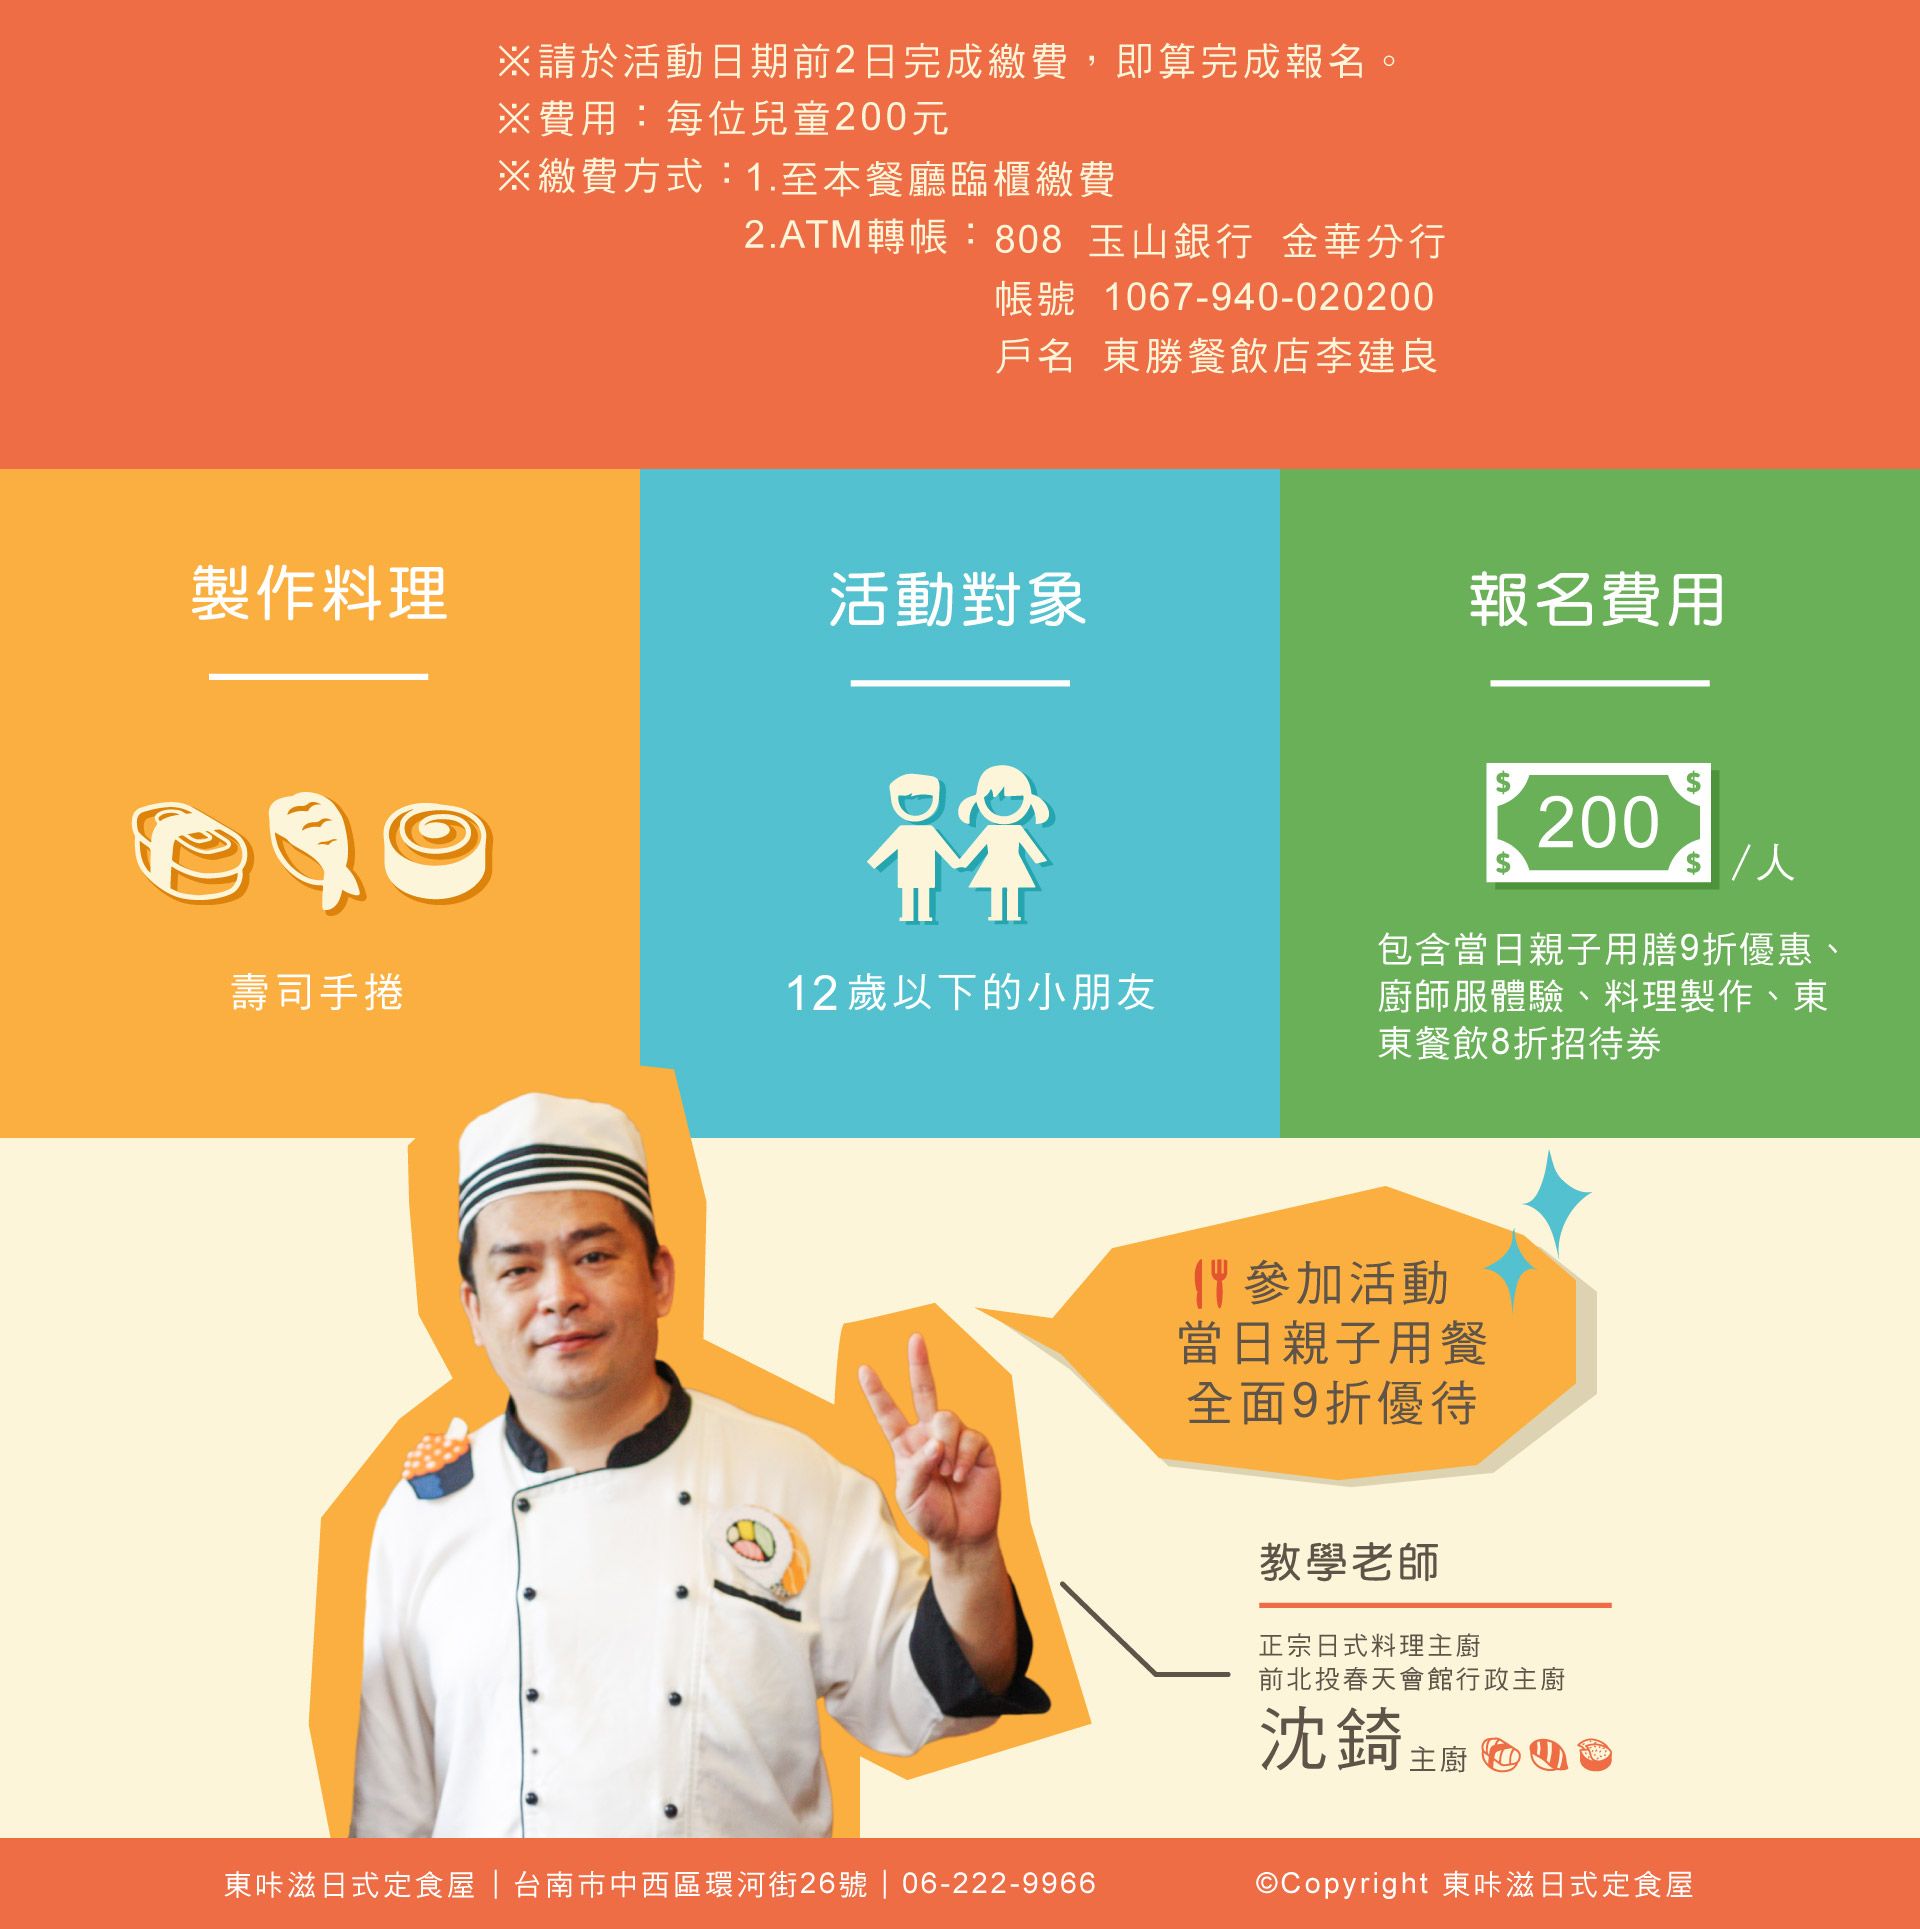 ※請於活動日期前2日完成繳費，即算完成報名。
※費用：每位兒童200元
※繳費方式：1.至本餐廳臨櫃繳費
2.ATM轉帳：808 玉山銀行 金華分行
帳號 1067-940-020200
戶名 東勝餐飲店李建良
製作料理
壽司手捲
活動對象
12歲以下的小朋友
報名費用
$ $
200
$ $
/人
包含當日親子用膳9折優惠、
廚師服體驗、料理製作、東
東餐飲8折招待券
參加活動
當日親子用餐
全面9折優待
教學老師
正宗日式料理主廚
前北投春天會館行政主廚
沈錡主廚
東咔滋日式定食屋｜台南市中西區環河街26號｜06-222-9966
©Copyright 東咔滋日式定食屋